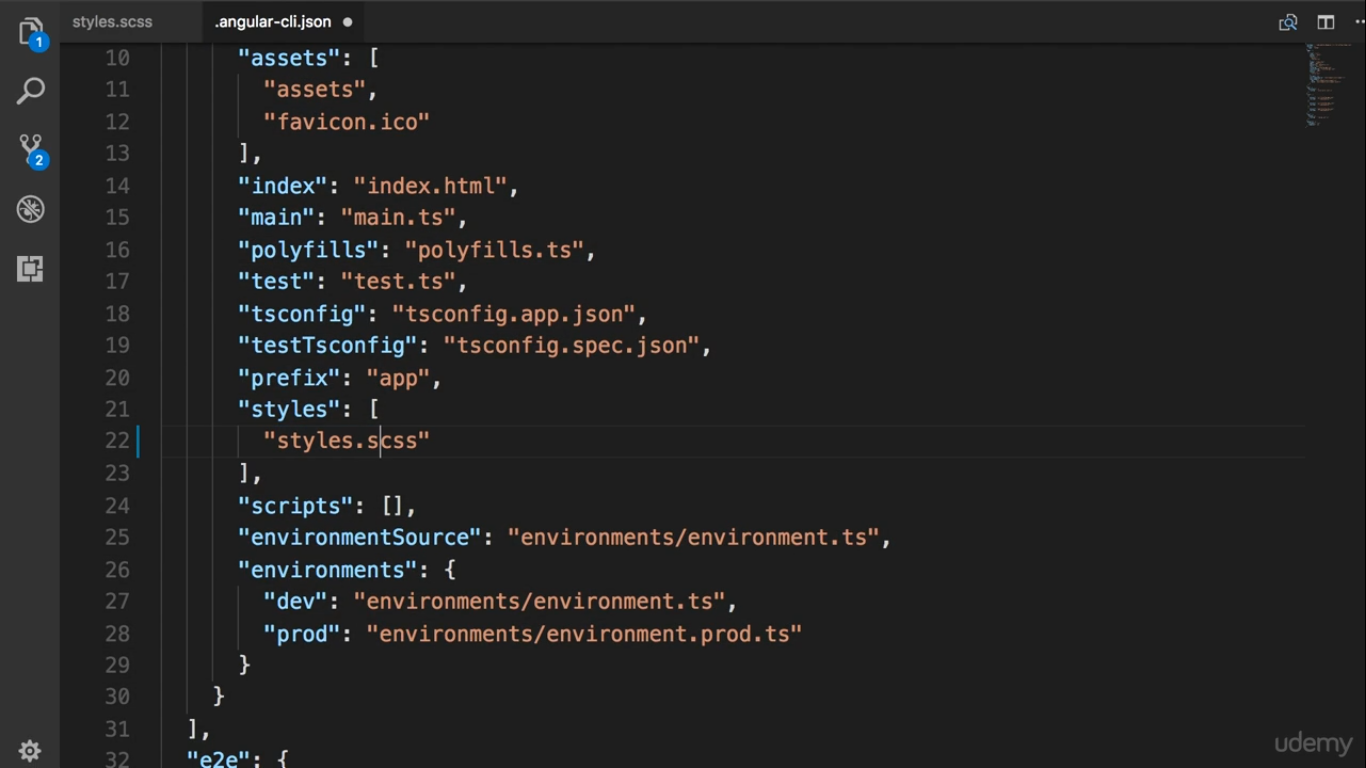 styles.scss .angular-cli.json
1
2
10 "assets": [
11 "assets",
12 "favicon.ico"
13 ],
14 "index": "index.html",
15 "main": "main.ts",
16 "polyfills": "polyfills.ts",
17 "test": "test.ts",
18 "tsconfig": "tsconfig.app.json",
19 "testTsconfig": "tsconfig.spec.json",
20 "prefix": "app",
21 "styles": [
22 "styles.scss"
23 ],
24 "scripts": [],
25 "environmentSource": "environments/environment.ts",
26 "environments": {
27 "dev": "environments/environment.ts",
28 "prod": "environments/environment.prod.ts"
29 }
30 }
31 ],
32 "e2e": {
udemy